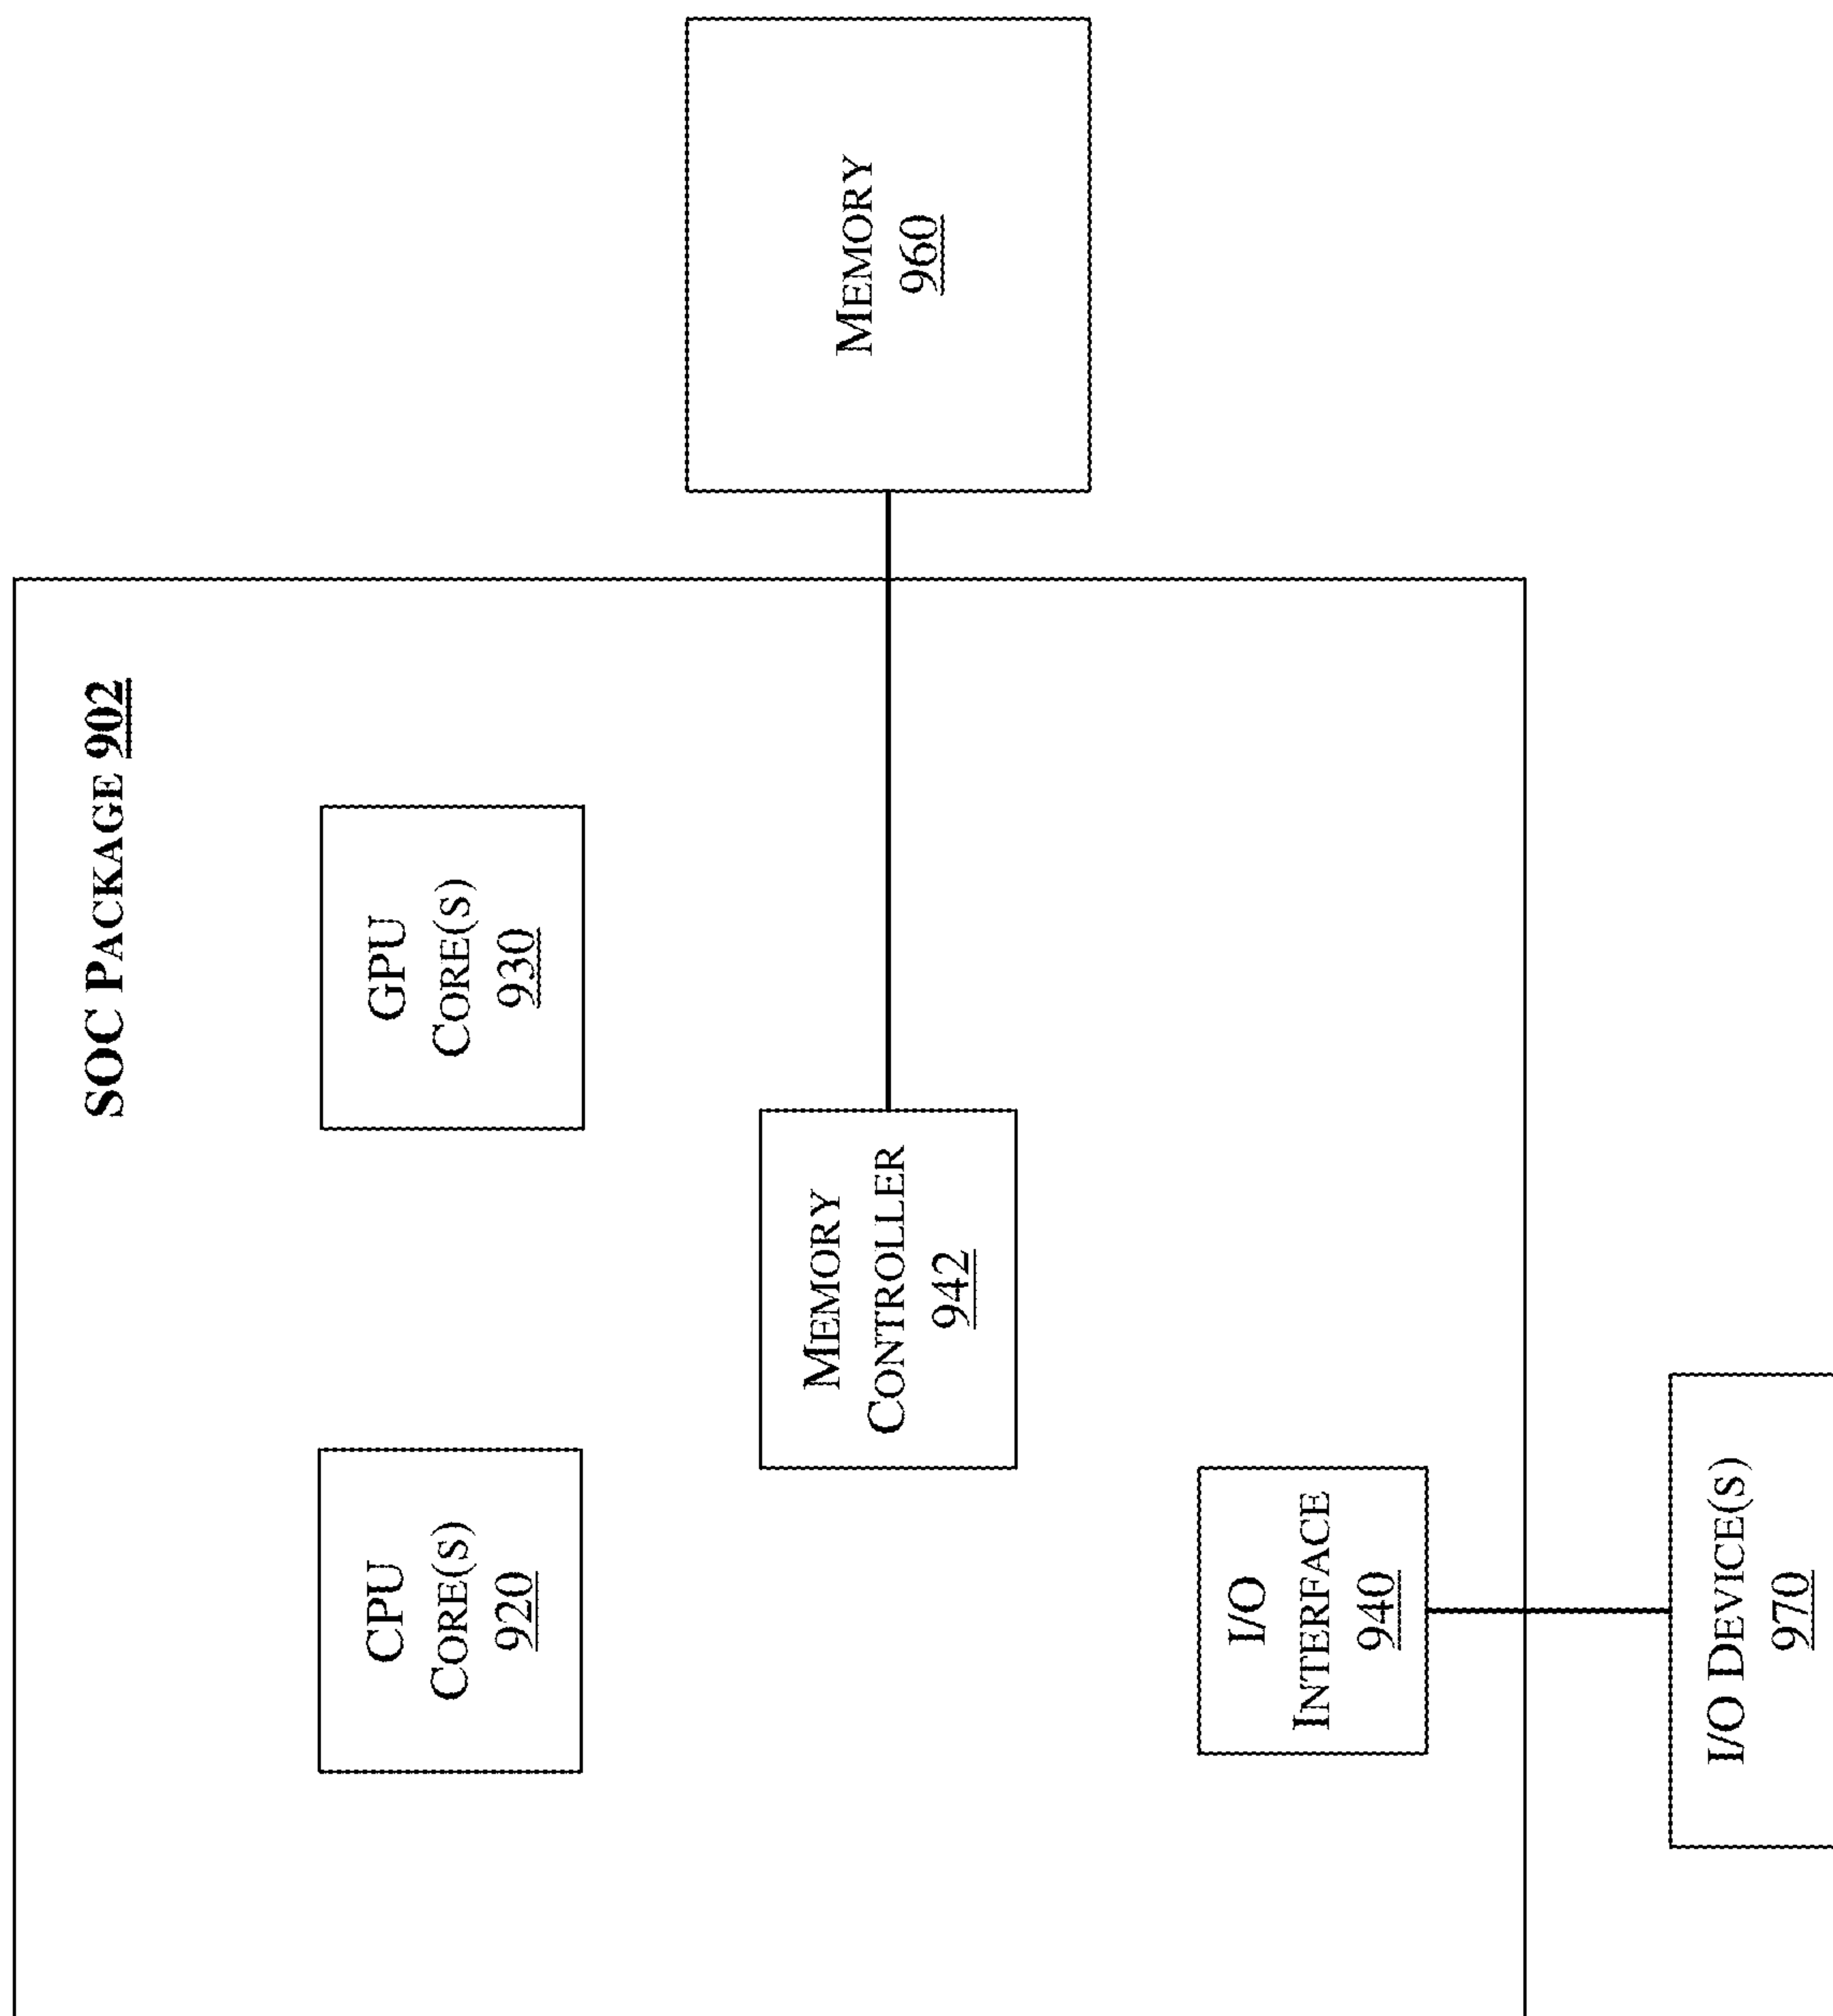 SOC PACKAGE 902
CPU
CORE(S)
920
GPU
CORE(S)
930
MEMORY
CONTROLLER
942
MEMORY
960
I/O
INTERFACE
940
I/O DEVICE(S)
970